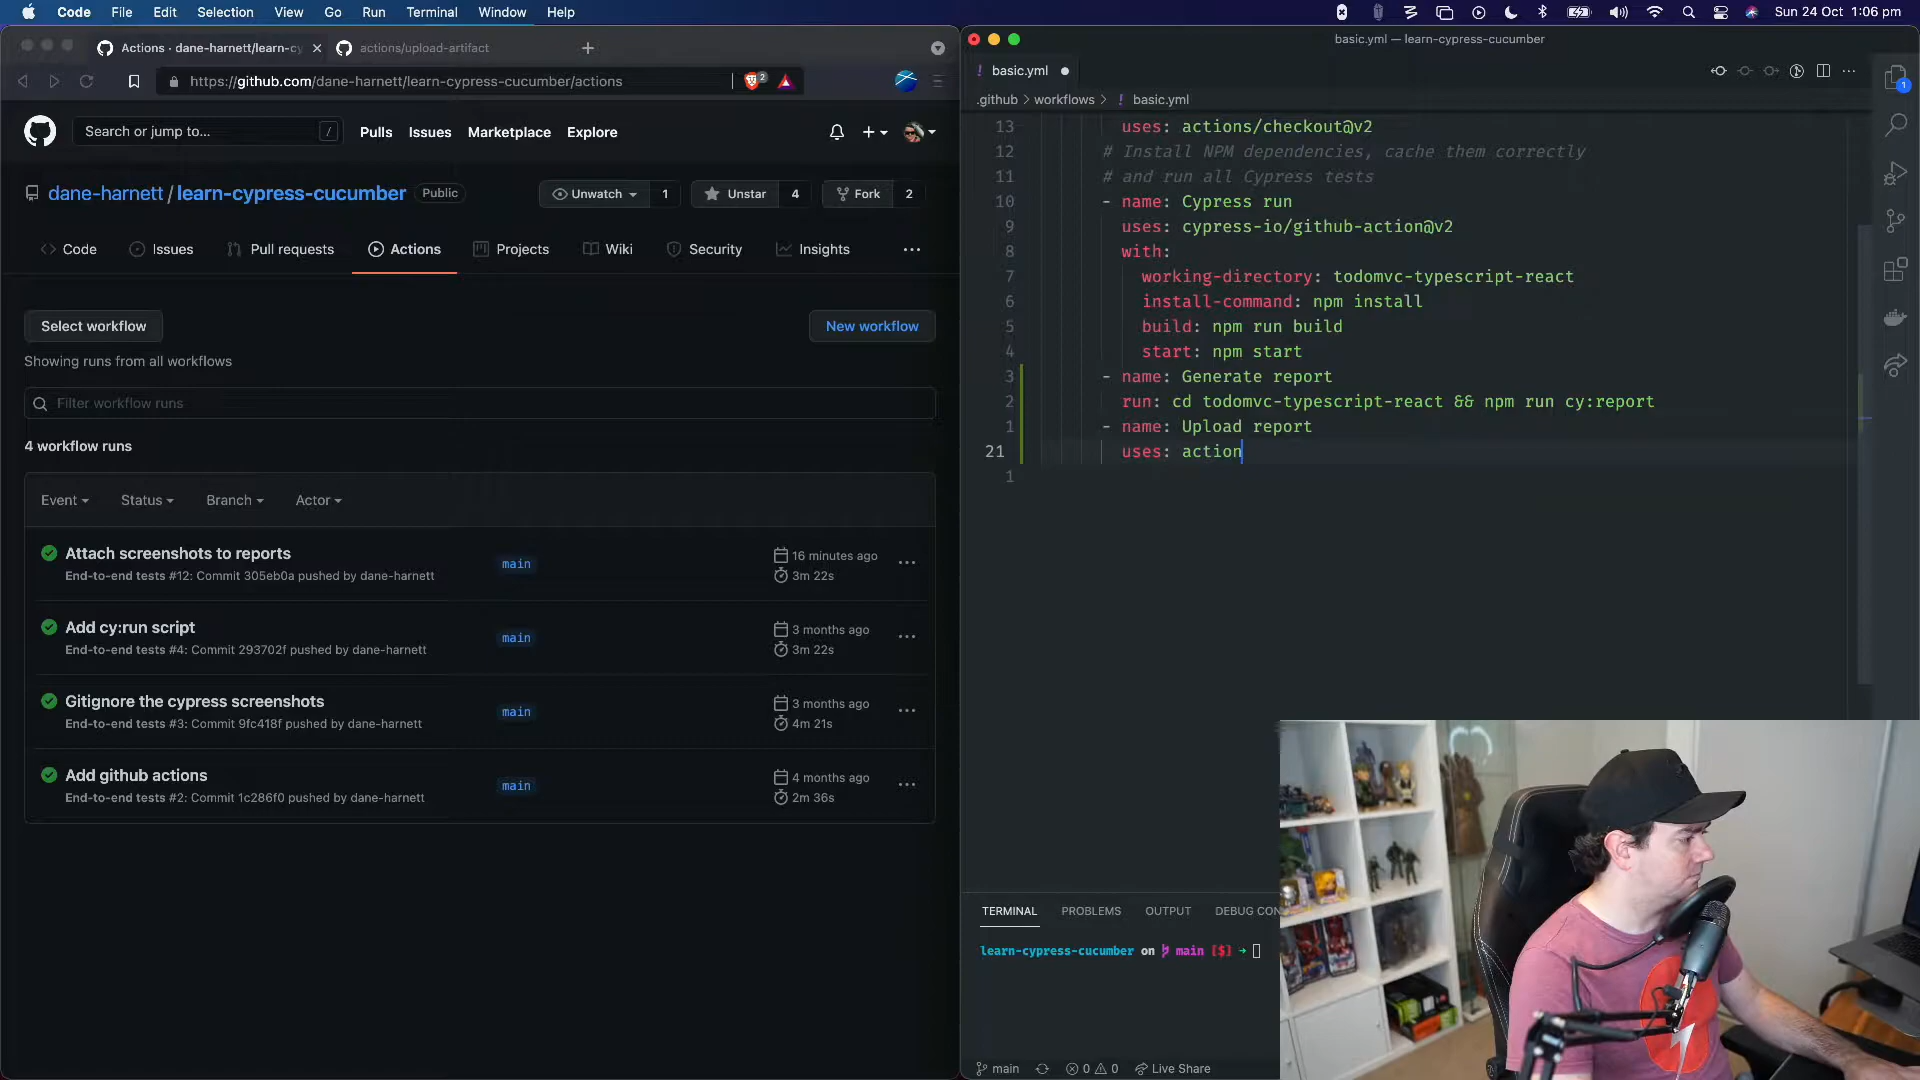 Code File Edit Selection View Go Run Terminal Window Help
Sun 24 Oct 1:06 pm
Actions · dane-harnett/learn-cy
actions/upload-artifact
https://github.com/dane-harnett/learn-cypress-cucumber/actions
2
Search or jump to... /
Pulls Issues Marketplace Explore
dane-harnett / learn-cypress-cucumber Public
Unwatch 1 Unstar 4 Fork 2
Code Issues Pull requests Actions Projects Wiki Security Insights
Select workflow
New workflow
Showing runs from all workflows
Filter workflow runs
4 workflow runs
Event Status Branch Actor
Attach screenshots to reports
End-to-end tests #12: Commit 305eb0a pushed by dane-harnett
main
16 minutes ago
3m 22s
Add cy:run script
End-to-end tests #4: Commit 293702f pushed by dane-harnett
main
3 months ago
3m 22s
Gitignore the cypress screenshots
End-to-end tests #3: Commit 9fc418f pushed by dane-harnett
main
3 months ago
4m 21s
Add github actions
End-to-end tests #2: Commit 1c286f0 pushed by dane-harnett
main
4 months ago
2m 36s
basic.yml — learn-cypress-cucumber
! basic.yml
.github > workflows > ! basic.yml
1
13 uses: actions/checkout@v2
12 # Install NPM dependencies, cache them correctly
11 # and run all Cypress tests
10 - name: Cypress run
9 uses: cypress-io/github-action@v2
8 with:
7 working-directory: todomvc-typescript-react
6 install-command: npm install
5 build: npm run build
4 start: npm start
3 - name: Generate report
2 run: cd todomvc-typescript-react && npm run cy:report
1 - name: Upload report
21 uses: action
1
TERMINAL PROBLEMS OUTPUT DEBUG CON
learn-cypress-cucumber on main [$] →
main 0 0 Live Share